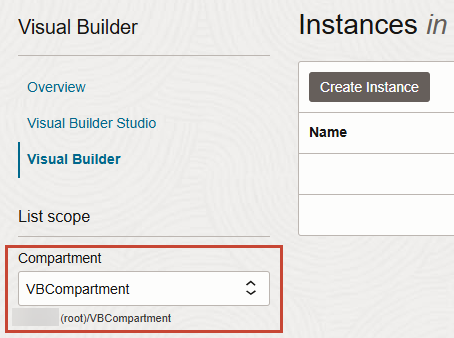 Visual Builder
Overview
Visual Builder Studio
Visual Builder
List scope
Compartment
VBCompartment
(root)/VBCompartment
Instances in
Create Instance
Name